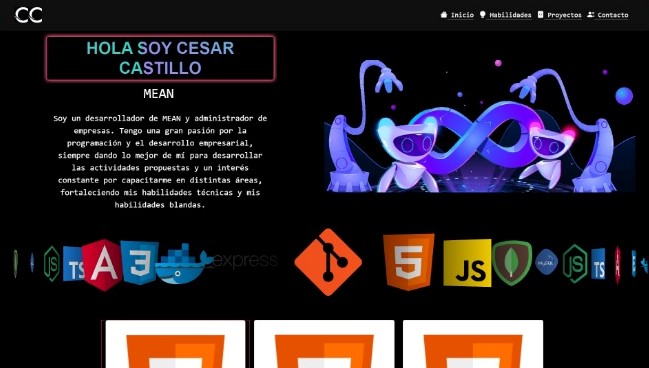 CC
Inicio
Habilidades
Proyectos
Contacto
HOLA SOY CESAR
CASTILLO
MEAN
Soy un desarrollador de MEAN y administrador de
empresas. Tengo una gran pasión por la
programación y el desarrollo empresarial,
siempre dando lo mejor de mí para desarrollar
las actividades propuestas y un interés
constante por capacitarme en distintas áreas,
fortaleciendo mis habilidades técnicas y mis
habilidades blandas.
JS
TS
A
3
express
5
JS
JS
TS